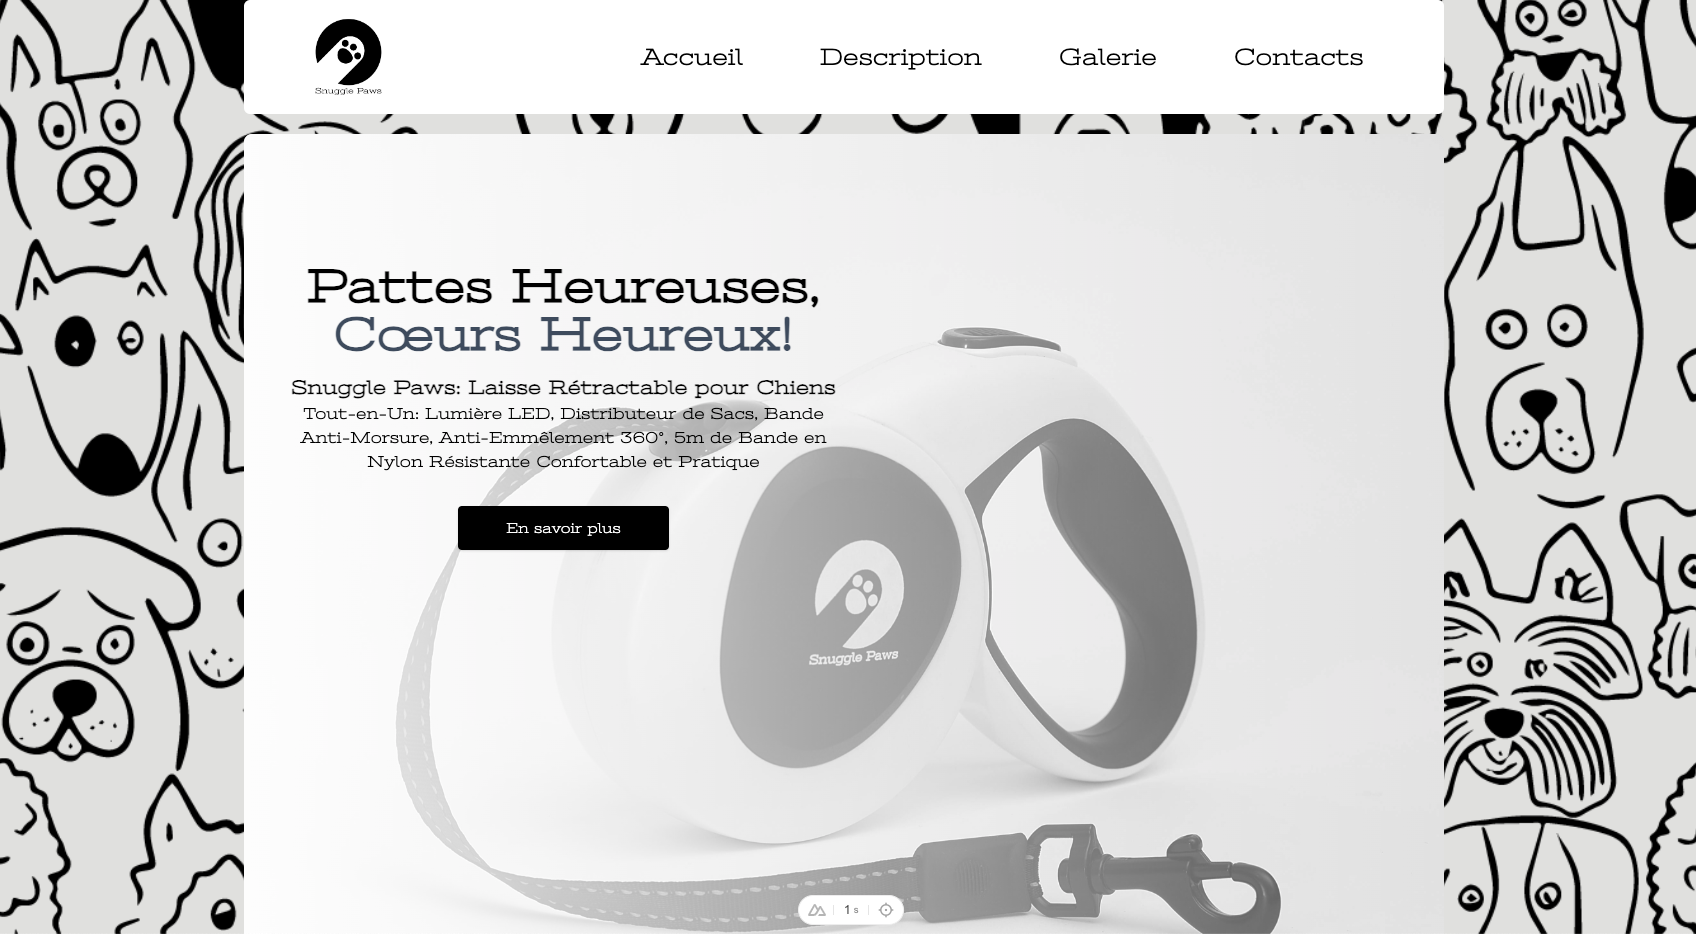 Snuggle Paws
Accueil
Description
Galerie
Contacts
Pattes Heureuses,
Cœurs Heureux!
Snuggle Paws: Laisse Rétractable pour Chiens
Tout-en-Un: Lumière LED, Distributeur de Sacs, Bande
Anti-Morsure, Anti-Emmêlement 360°, 5m de Bande en
Nylon Résistante Confortable et Pratique
En savoir plus
Snuggle Paws
1 s